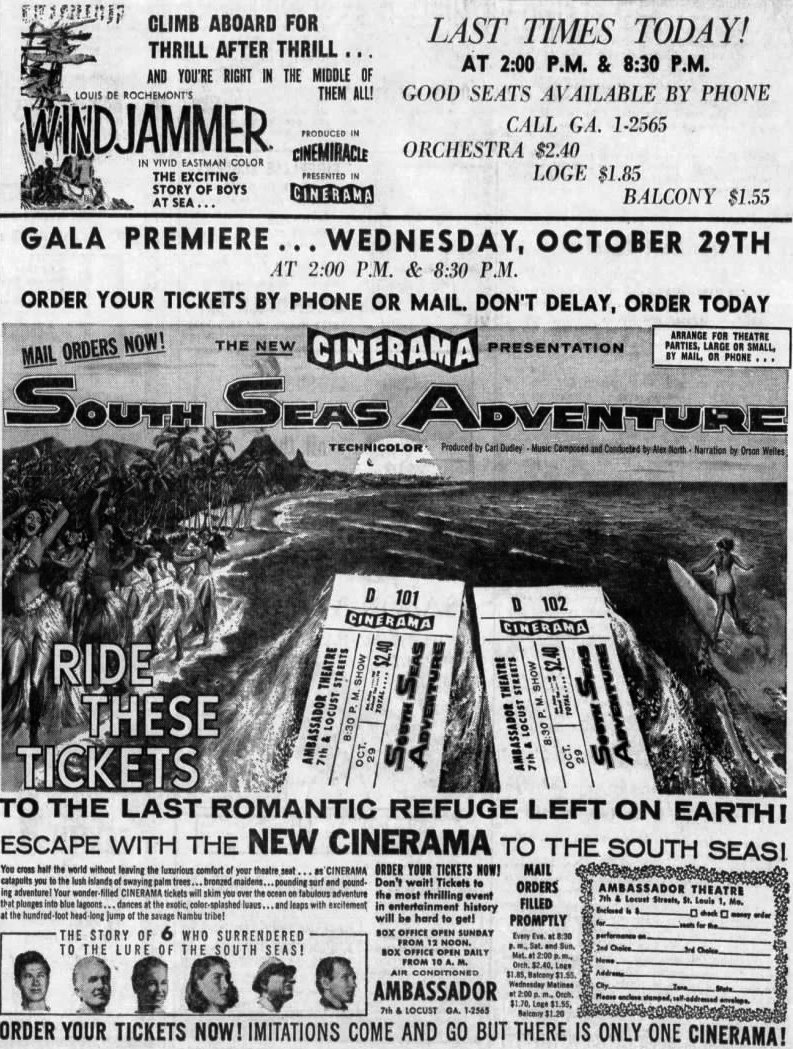 CLIMB ABOARD FOR
THRILL AFTER THRILL . . .
AND YOU'RE RIGHT IN THE MIDDLE OF
THEM ALL!
LOUIS DE ROCHEMONT'S
WINDJAMMER
IN VIVID EASTMAN COLOR
THE EXCITING
STORY OF BOYS
AT SEA . . .
PRODUCED IN
CINEMIRACLE
PRESENTED IN
CINERAMA
LAST TIMES TODAY!
AT 2:00 P.M. & 8:30 P.M.
GOOD SEATS AVAILABLE BY PHONE
CALL GA. 1-2565
ORCHESTRA $2.40
LOGE $1.85
BALCONY $1.55
GALA PREMIERE . . . WEDNESDAY, OCTOBER 29TH
AT 2:00 P.M. & 8:30 P.M.
ORDER YOUR TICKETS BY PHONE OR MAIL. DON'T DELAY, ORDER TODAY
MAIL ORDERS NOW!
THE NEW CINERAMA PRESENTATION
ARRANGE FOR THEATRE
PARTIES, LARGE OR SMALL,
BY MAIL, OR PHONE . . .
SOUTH SEAS ADVENTURE
TECHNICOLOR Produced by Carl Dudley · Music Composed and Conducted by Alex North · Narration by Orson Welles
D 101
CINERAMA
AMBASSADOR THEATRE
7th & LOCUST STREETS
8:30 P. M. SHOW
OCT. 29
TOTAL..... $2.40
SOUTH SEAS
ADVENTURE
D 102
CINERAMA
AMBASSADOR THEATRE
7th & LOCUST STREETS
8:30 P.M. SHOW
OCT. 29
TOTAL..... $2.40
SOUTH SEAS
ADVENTURE
RIDE
THESE
TICKETS
TO THE LAST ROMANTIC REFUGE LEFT ON EARTH!
ESCAPE WITH THE NEW CINERAMA TO THE SOUTH SEAS!
You cross half the world without leaving the luxurious comfort of your theatre seat . . . as CINERAMA
catapults you to the lush islands of swaying palm trees . . . bronzed maidens . . . pounding surf and pound-
ing adventure! Your wonder-filled CINERAMA tickets will skim you over the ocean on fabulous adventure
that plunges into blue lagoons . . . dances at the exotic, color-splashed luaus . . . and leaps with excitement
at the hundred-foot head-long jump of the savage Nambu tribe!
THE STORY OF 6 WHO SURRENDERED
TO THE LURE OF THE SOUTH SEAS!
ORDER YOUR TICKETS NOW!
Don't wait! Tickets to
the most thrilling event
in entertainment history
will be hard to get!
BOX OFFICE OPEN SUNDAY
FROM 12 NOON.
BOX OFFICE OPEN DAILY
FROM 10 A. M.
AIR CONDITIONED
AMBASSADOR
7th & LOCUST GA. 1-2565
MAIL
ORDERS
FILLED
PROMPTLY
Every Eve. at 8:30
p. m., Sat. and Sun.
Mat. at 2:00 p. m.,
Orch. $2.40, Loge
$1.85, Balcony $1.55.
Wednesday Matinee
at 2:00 p. m., Orch.
$1.70, Loge $1.55,
Balcony $1.20
AMBASSADOR THEATRE
7th & Locust Streets, St. Louis 1, Mo.
Enclosed is $ check money order
for seats for the
performance on
2nd Choice 3rd Choice
Name
Address
City Zone State
Please enclose stamped, self-addressed envelope.
ORDER YOUR TICKETS NOW! IMITATIONS COME AND GO BUT THERE IS ONLY ONE CINERAMA!